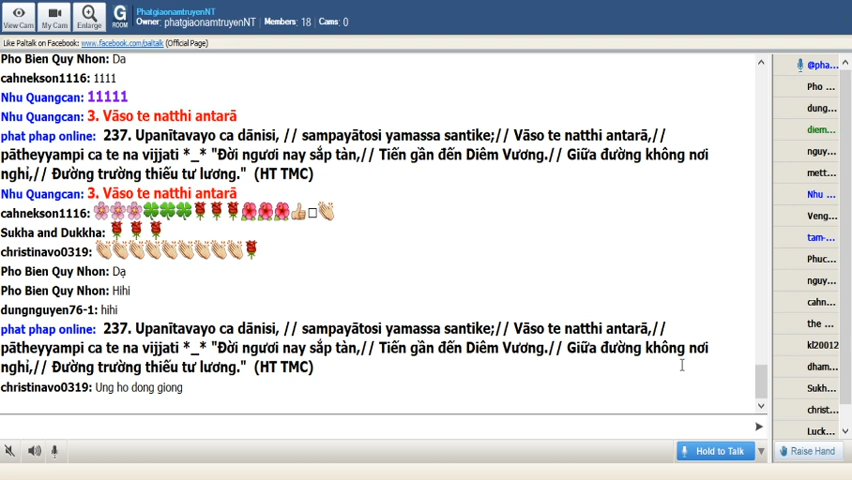 PhatgiaonamtruyenNT
Owner: phatgiaonamtruyenNT Members: 18 Cams: 0
View Cam My Cam Enlarge G ROOM
Like Paltalk on Facebook: www.facebook.com/paltalk (Official Page)
Pho Bien Quy Nhon: Da
cahnekson1116: 1111
Nhu Quangcan: 11111
Nhu Quangcan: 3. Vāso te natthi antarā
phat phap online: 237. Upanītavayo ca dānisi, // sampayātosi yamassa santike;// Vāso te natthi antarā,//
pātheyyampi ca te na vijjati *_* "Đời ngươi nay sắp tàn,// Tiến gần đến Diêm Vương.// Giữa đường không nơi
nghỉ,// Đường trường thiếu tư lương." (HT TMC)
Nhu Quangcan: 3. Vāso te natthi antarā
cahnekson1116:
Sukha and Dukkha:
christinavo0319:
Pho Bien Quy Nhon: Dạ
Pho Bien Quy Nhon: Hihi
dungnguyen76-1: hihi
phat phap online: 237. Upanītavayo ca dānisi, // sampayātosi yamassa santike;// Vāso te natthi antarā,//
pātheyyampi ca te na vijjati *_* "Đời ngươi nay sắp tàn,// Tiến gần đến Diêm Vương.// Giữa đường không nơi
nghỉ,// Đường trường thiếu tư lương." (HT TMC)
christinavo0319: Ung ho dong giong
@pha...
Pho ...
dung...
diem...
nguy...
mett...
Nhu ...
Veng...
tam-...
Phuc...
nguy...
cahn...
the ...
kl20012
dham...
Sukh...
christ...
Luck...
Hold to Talk
Raise Hand